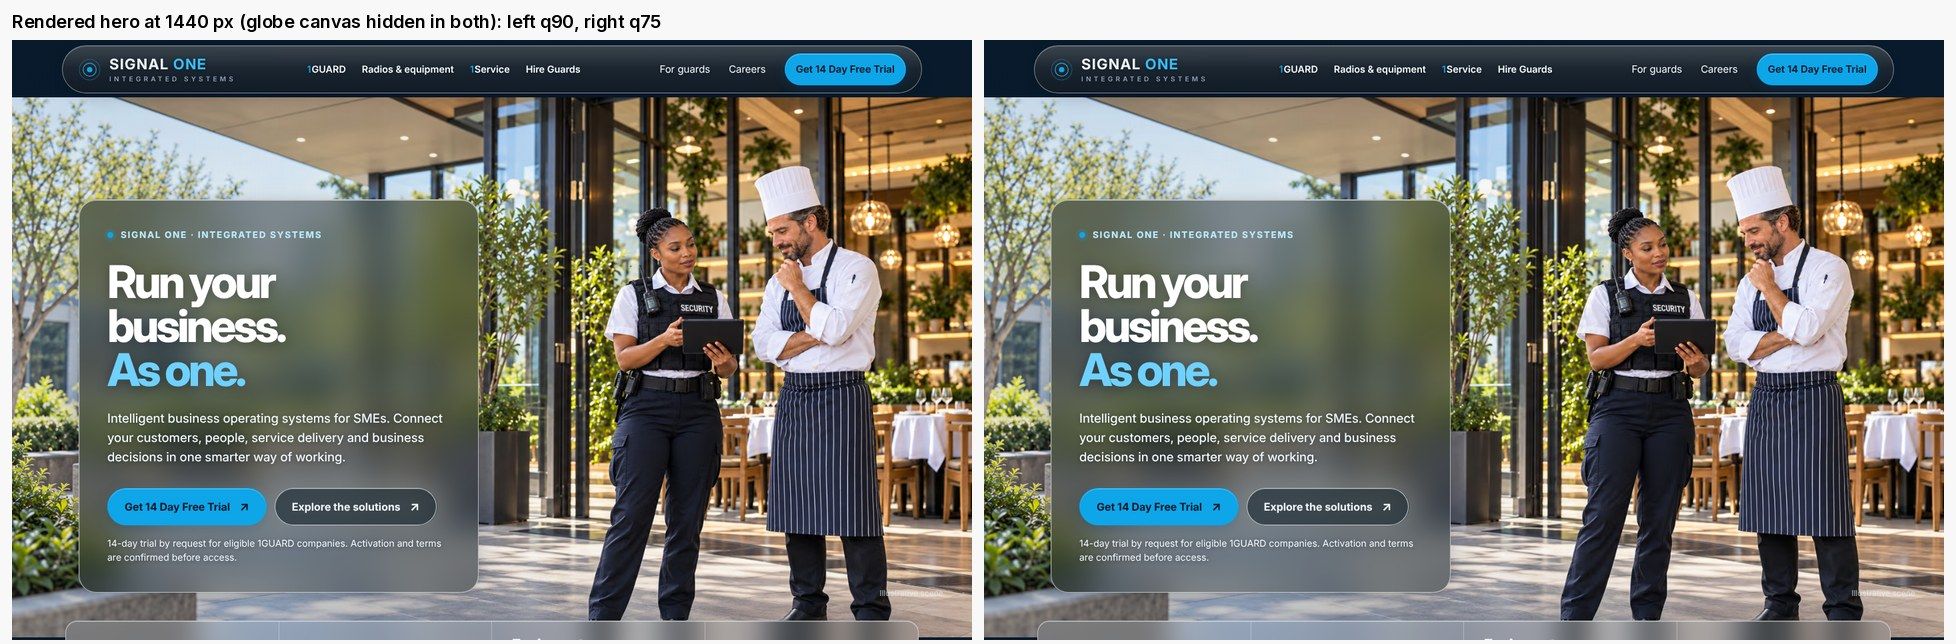 Rendered hero at 1440 px (globe canvas hidden in both): left q90, right q75
SIGNAL ONE
INTEGRATED SYSTEMS
1GUARD
Radios & equipment
1Service
Hire Guards
For guards
Careers
Get 14 Day Free Trial
SIGNAL ONE · INTEGRATED SYSTEMS
Run your
business.
As one.
Intelligent business operating systems for SMEs. Connect
your customers, people, service delivery and business
decisions in one smarter way of working.
Get 14 Day Free Trial
Explore the solutions
14-day trial by request for eligible 1GUARD companies. Activation and terms
are confirmed before access.
SECURITY
Illustrative scene
SIGNAL ONE
INTEGRATED SYSTEMS
1GUARD
Radios & equipment
1Service
Hire Guards
For guards
Careers
Get 14 Day Free Trial
SIGNAL ONE · INTEGRATED SYSTEMS
Run your
business.
As one.
Intelligent business operating systems for SMEs. Connect
your customers, people, service delivery and business
decisions in one smarter way of working.
Get 14 Day Free Trial
Explore the solutions
14-day trial by request for eligible 1GUARD companies. Activation and terms
are confirmed before access.
SECURITY
Illustrative scene